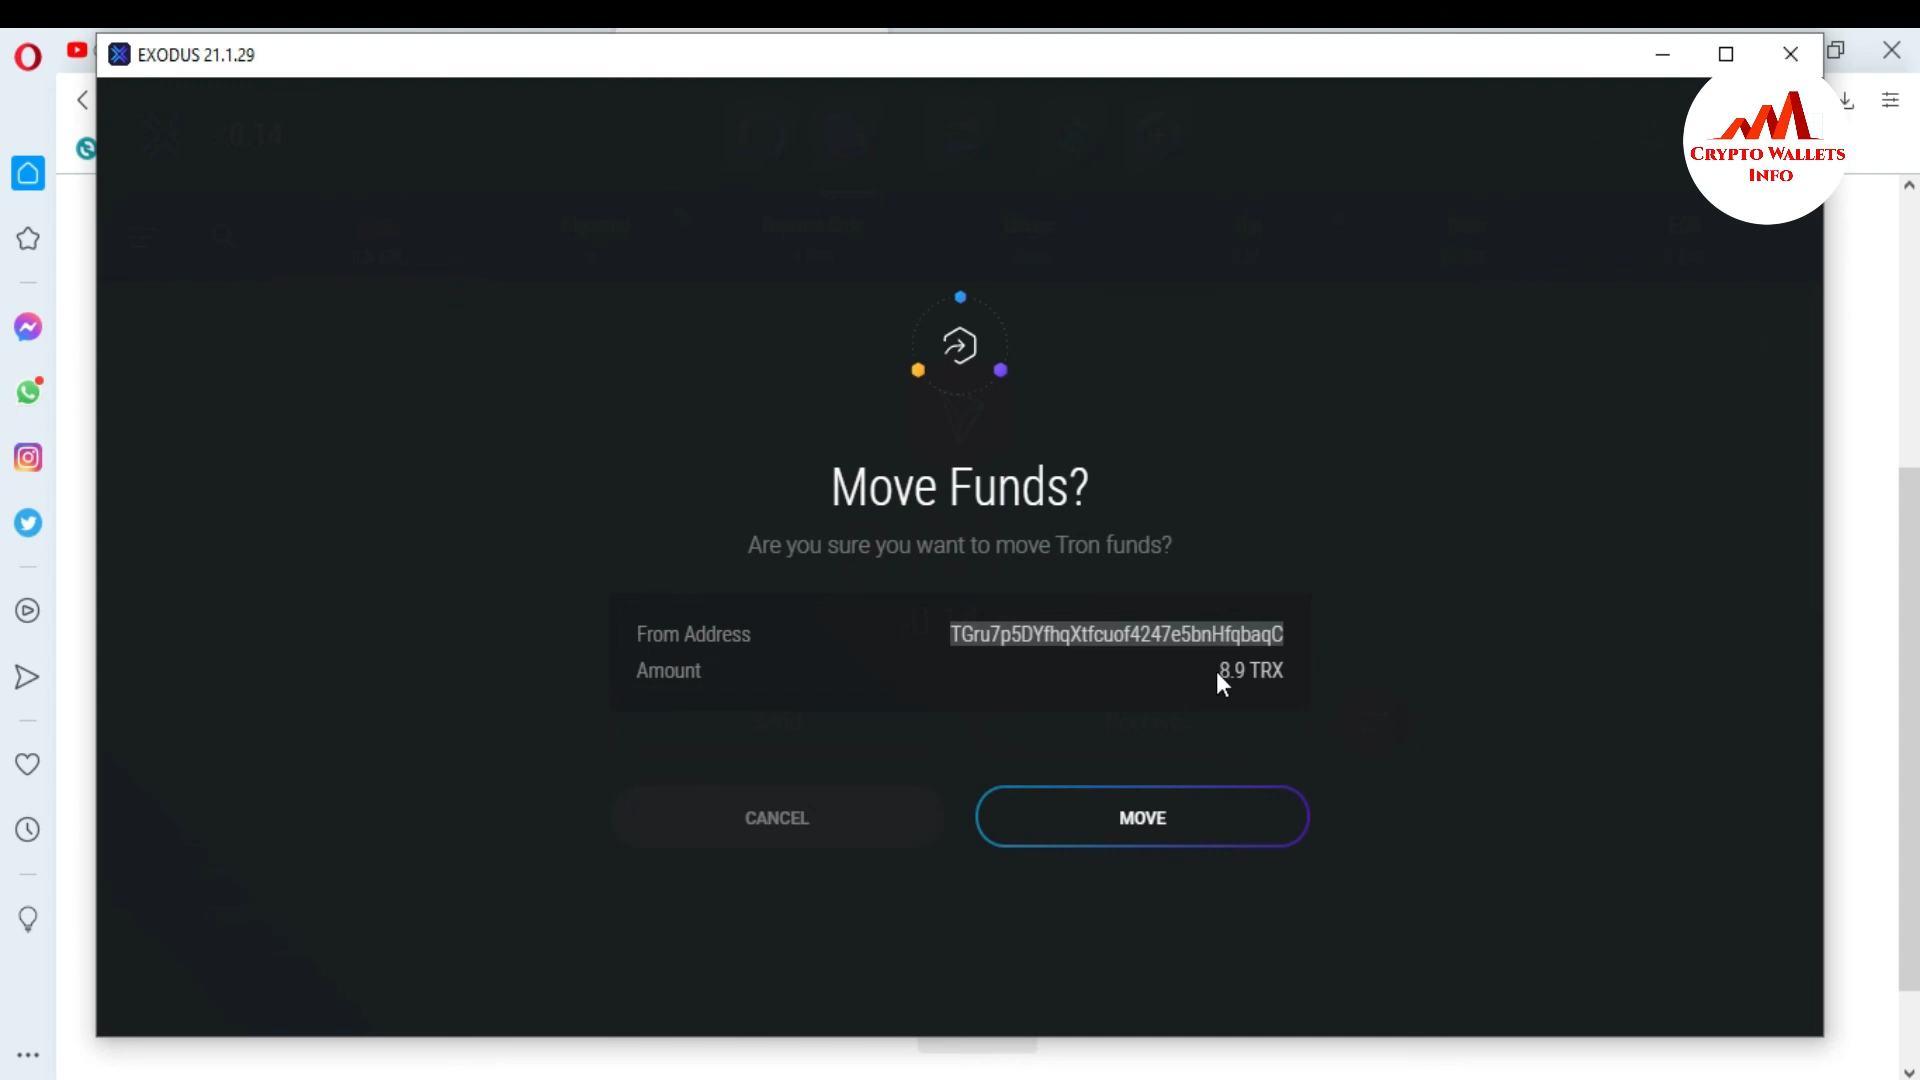 EXODUS 21.1.29
CRYPTO WALLETS
INFO
Move Funds?
Are you sure you want to move Tron funds?
From Address TGru7p5DYfhqXtfcuof4247e5bnHfqbaqC
Amount 8.9 TRX
CANCEL MOVE